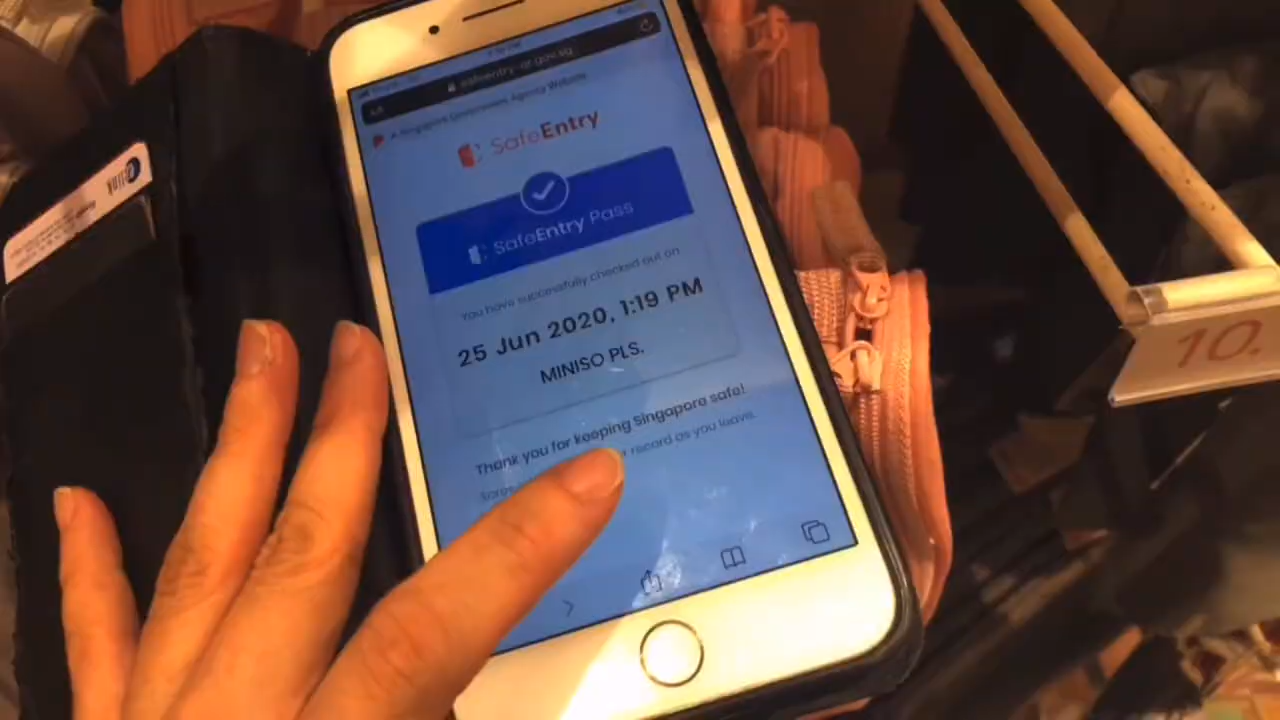 safeentry-qr.gov.sg
A Singapore Government Agency Website
SafeEntry
SafeEntry Pass
You have successfully checked out on
25 Jun 2020, 1:19 PM
MINISO PLS.
Thank you for keeping Singapore safe!
record as you leave.
10.
link